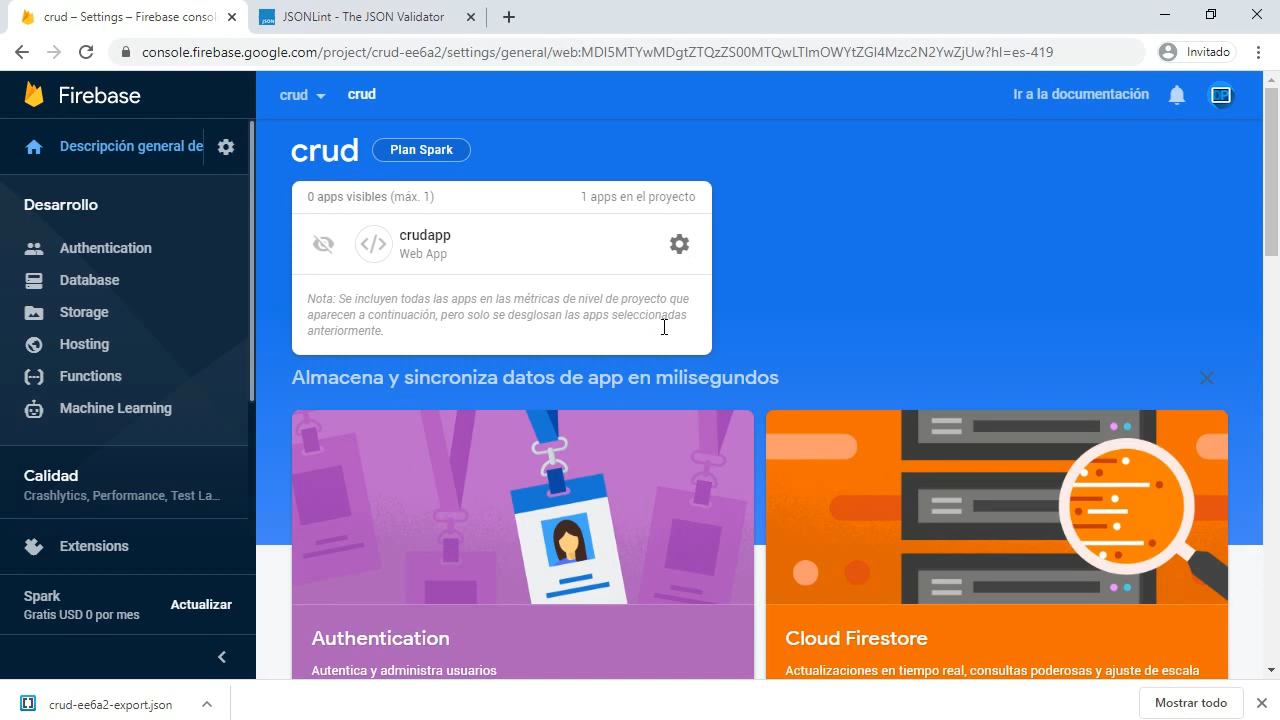 crud – Settings – Firebase consol
JSONLint - The JSON Validator
console.firebase.google.com/project/crud-ee6a2/settings/general/web:MDI5MTYwMDgtZTQzZS00MTQwLTlmOWYtZGI4Mzc2N2YwZjUw?hl=es-419
Invitado
Firebase
crud
crud
Ir a la documentación
Descripción general de
crud
Plan Spark
Desarrollo
0 apps visibles (máx. 1)
1 apps en el proyecto
Authentication
crudapp
Web App
Database
Storage
Nota: Se incluyen todas las apps en las métricas de nivel de proyecto que
aparecen a continuación, pero solo se desglosan las apps seleccionadas
anteriormente.
Hosting
Functions
Machine Learning
Almacena y sincroniza datos de app en milisegundos
Calidad
Crashlytics, Performance, Test La...
Extensions
Spark
Gratis USD 0 por mes
Actualizar
Authentication
Autentica y administra usuarios
Cloud Firestore
Actualizaciones en tiempo real, consultas poderosas y ajuste de escala
crud-ee6a2-export.json
Mostrar todo